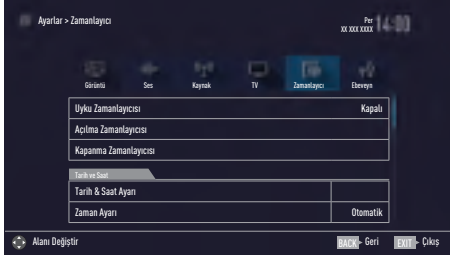 Ayarlar > Zamanlayıcı
Per
xx xxx xxxx 14:00
Görüntü Ses Kaynak TV Zamanlayıcı Ebeveyn
Uyku Zamanlayıcısı Kapalı
Açılma Zamanlayıcısı
Kapanma Zamanlayıcısı
Tarih ve Saat
Tarih & Saat Ayarı
Zaman Ayarı Otomatik
Alanı Değiştir BACK Geri EXIT Çıkış